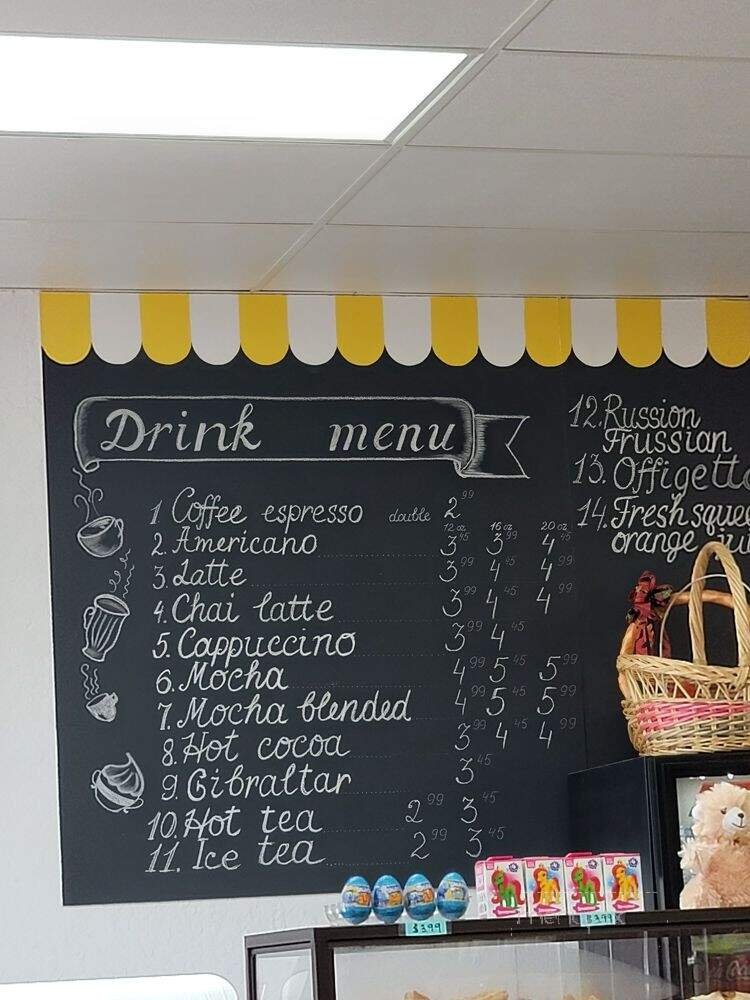 Drink menu
1 Coffee espresso double 2 99
12 oz 16 oz 20 oz
2. Americano 3 45 3 99 4 45
3. Latte 3 99 4 45 4 99
4. Chai latte 3 99 4 45 4 99
5. Cappuccino 3 99 4 45
6. Mocha 4 99 5 45 5 99
7. Mocha blended 4 99 5 45 5 99
8. Hot cocoa 3 99 4 45 4 99
9. Gibraltar 3 45
10. Hot tea 2 99 3 45
11. Ice tea 2 99 3 45
12. Russion
Frussian
13. Offigetto
14. Fresh squee
orange jui
$3.99
$3.99